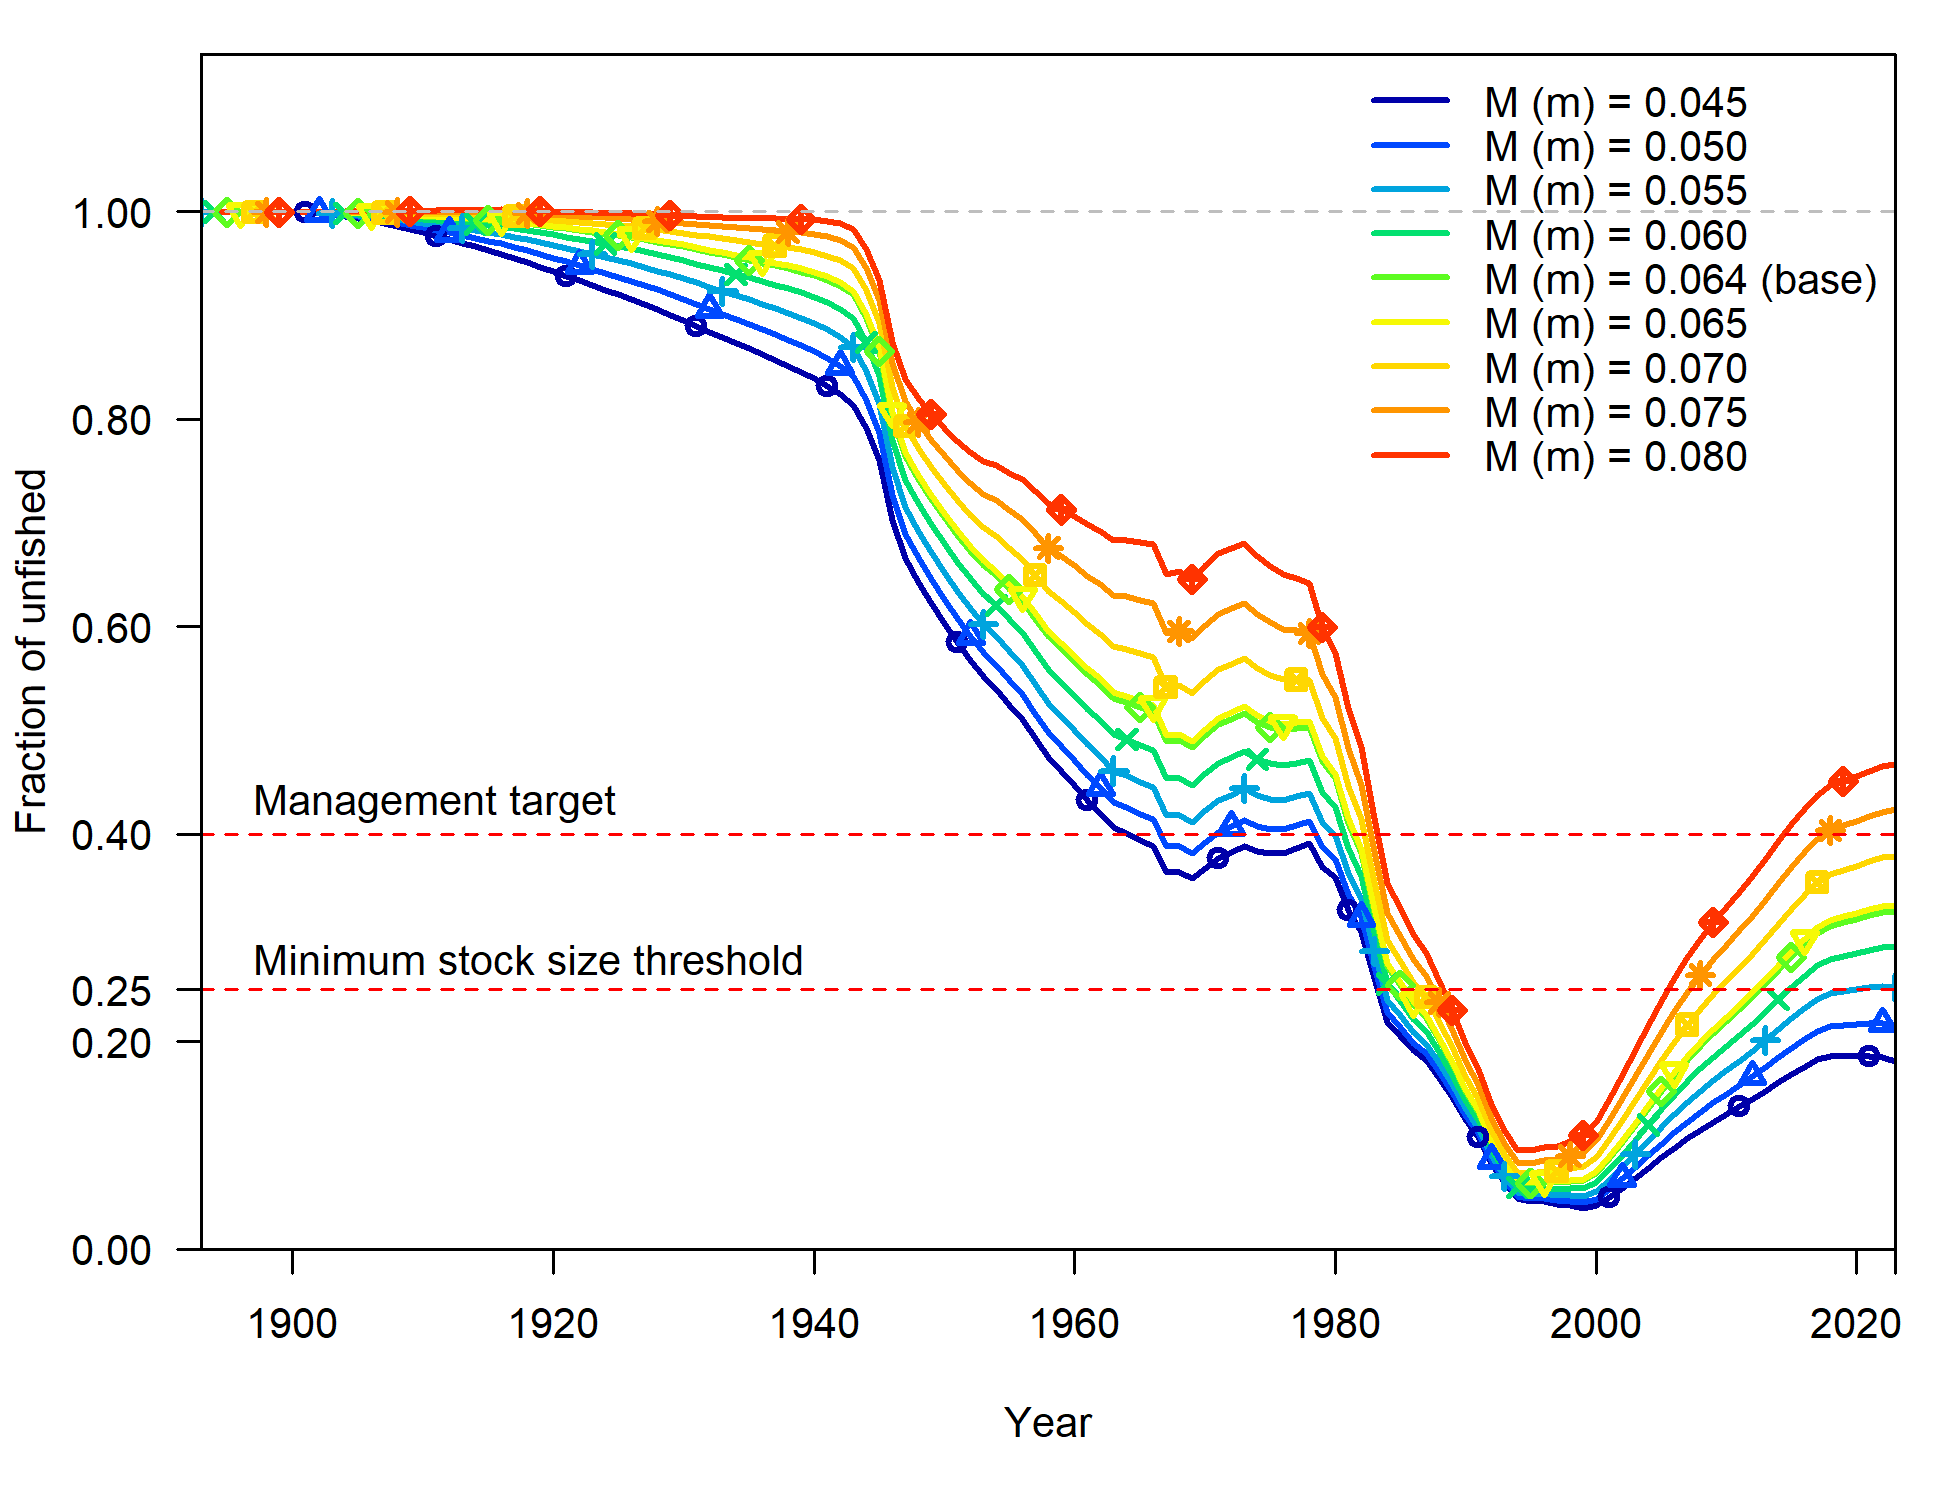 M (m) = 0.045
M (m) = 0.050
M (m) = 0.055
M (m) = 0.060
M (m) = 0.064 (base)
M (m) = 0.065
M (m) = 0.070
M (m) = 0.075
M (m) = 0.080
Fraction of unfished
1.00
0.80
0.60
0.40
0.25
0.20
0.00
Management target
Minimum stock size threshold
1900 1920 1940 1960 1980 2000 2020
Year